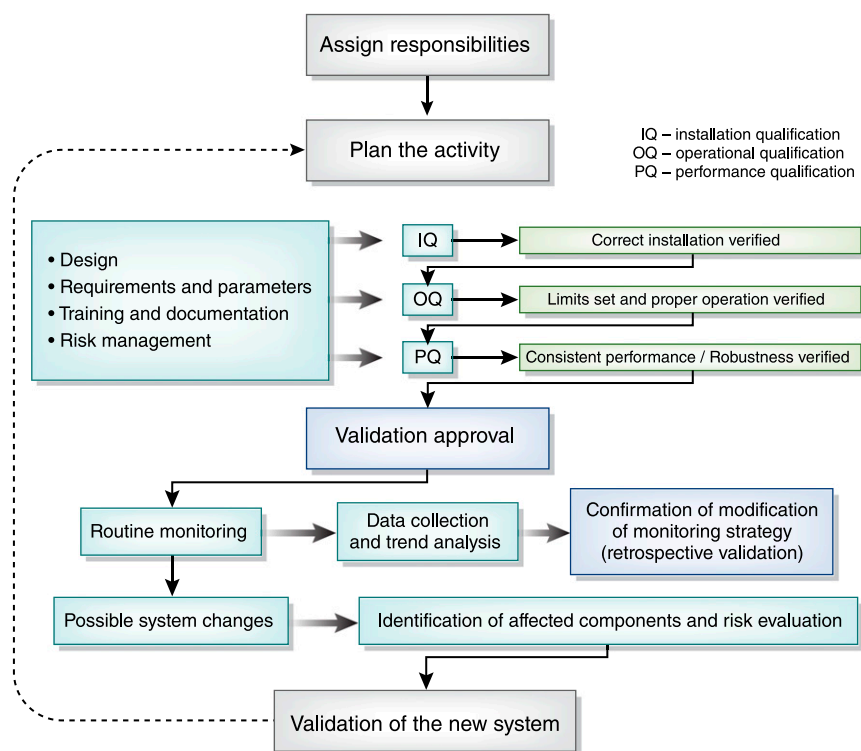 Assign responsibilities
Plan the activity
IQ – installation qualification
OQ – operational qualification
PQ – performance qualification
• Design
• Requirements and parameters
• Training and documentation
• Risk management
IQ
Correct installation verified
OQ
Limits set and proper operation verified
PQ
Consistent performance / Robustness verified
Validation approval
Routine monitoring
Data collection
and trend analysis
Confirmation of modification
of monitoring strategy
(retrospective validation)
Possible system changes
Identification of affected components and risk evaluation
Validation of the new system